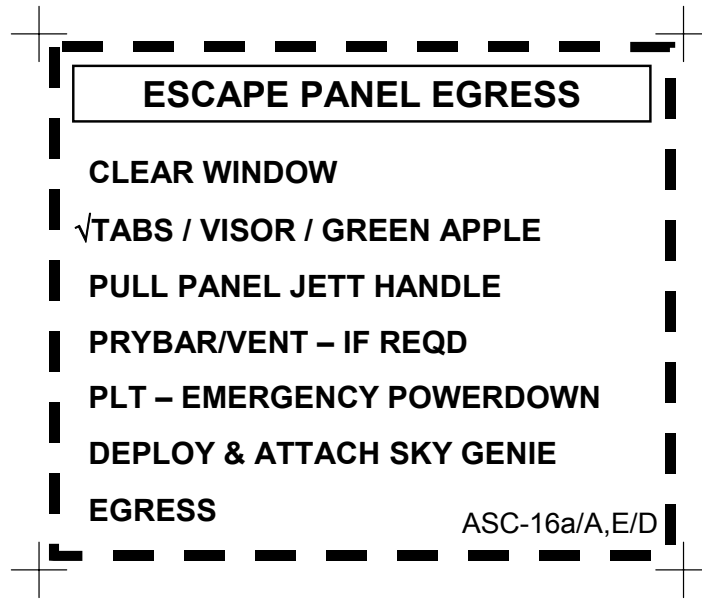 ESCAPE PANEL EGRESS
CLEAR WINDOW
√TABS / VISOR / GREEN APPLE
PULL PANEL JETT HANDLE
PRYBAR/VENT – IF REQD
PLT – EMERGENCY POWERDOWN
DEPLOY & ATTACH SKY GENIE
EGRESS
ASC-16a/A,E/D